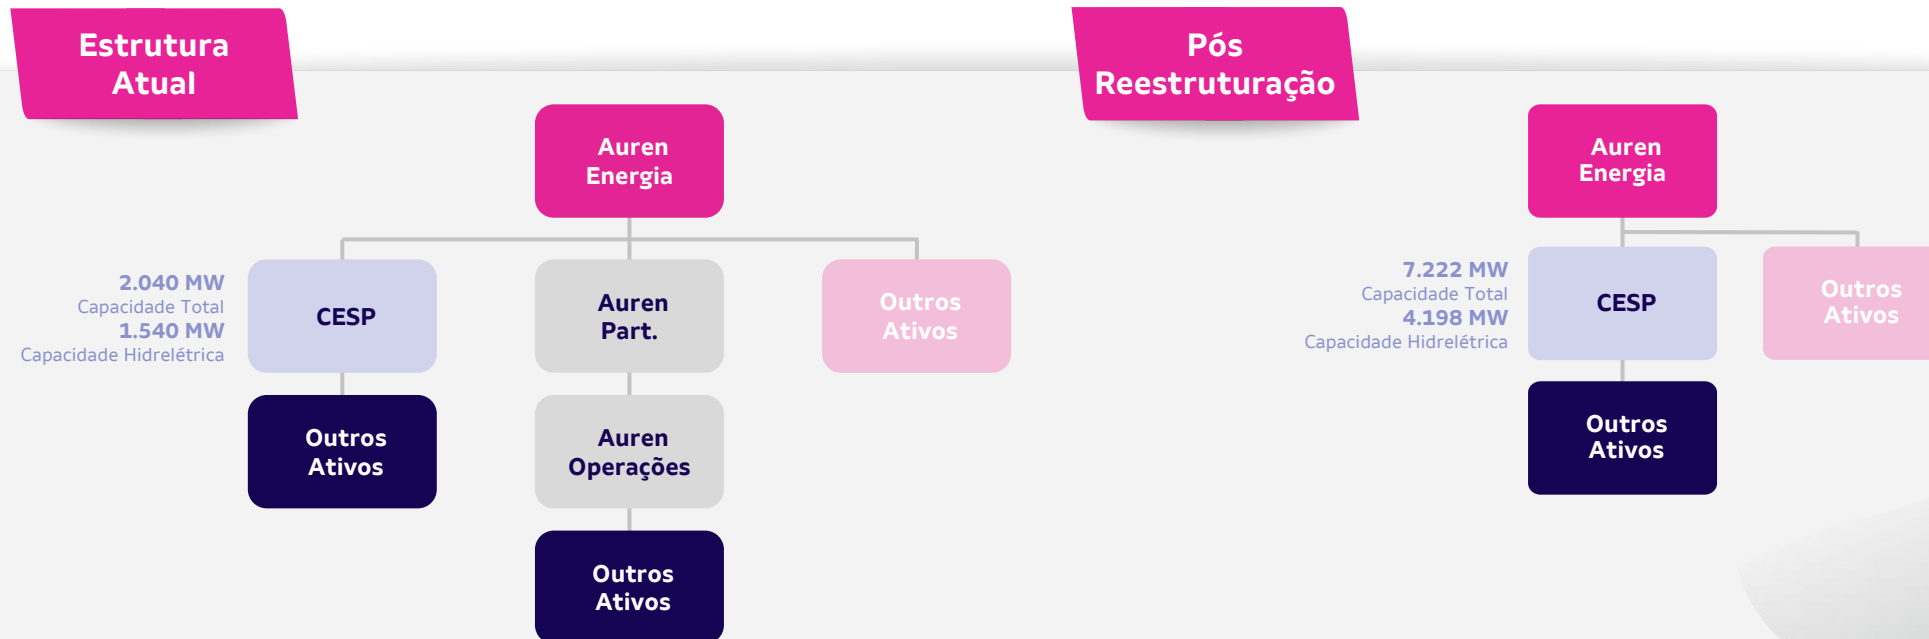 Estrutura
Atual
Auren
Energia
2.040 MW
Capacidade Total
1.540 MW
Capacidade Hidrelétrica
CESP
Auren
Part.
Outros
Ativos
Outros
Ativos
Auren
Operações
Outros
Ativos
Pós
Reestruturação
Auren
Energia
7.222 MW
Capacidade Total
4.198 MW
Capacidade Hidrelétrica
CESP
Outros
Ativos
Outros
Ativos